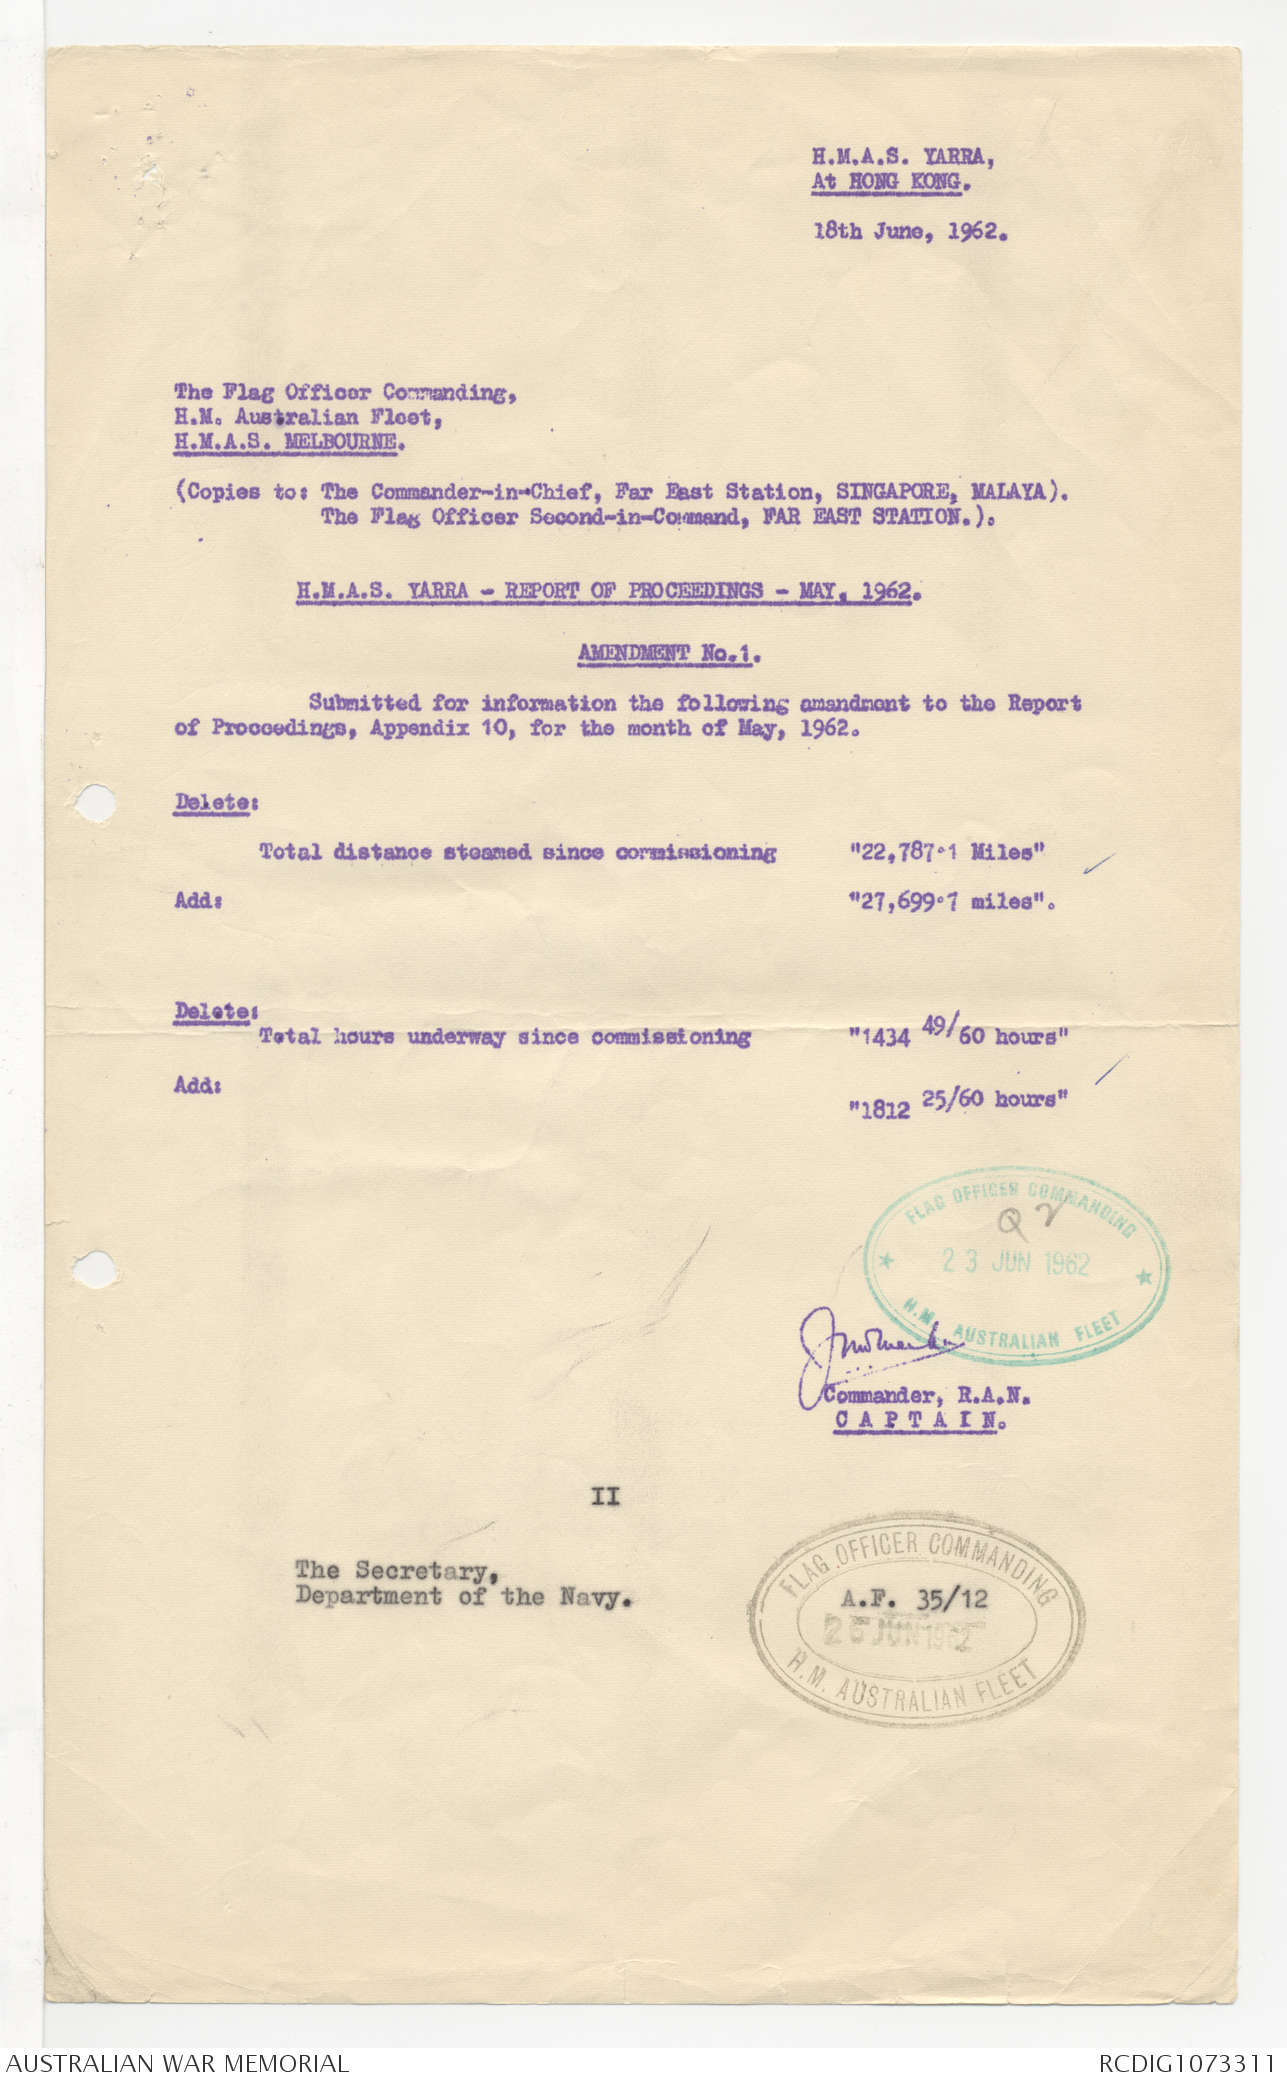 H.M.A.S. YARRA,
At HONG KONG.
18th June, 1962.
The Flag Officer Commanding,
H.M. Australian Fleet,
H.M.A.S. MELBOURNE.
(Copies to: The Commander-in-Chief, Far East Station, SINGAPORE, MALAYA).
The Flag Officer Second-in-Command, FAR EAST STATION.).
H.M.A.S. YARRA - REPORT OF PROCEEDINGS - MAY, 1962.
AMENDMENT No.1.
Submitted for information the following amandment to the Report
of Proceedings, Appendix 10, for the month of May, 1962.
Delete:
Total distance steamed since commissioning "22,787.1 Miles"
Add: "27,699.7 miles".
Delete:
Total hours underway since commissioning "1434 49/60 hours"
Add:
"1812 25/60 hours"
FLAG OFFICER COMMANDING
Q 2
23 JUN 1962
H.M. AUSTRALIAN FLEET
Commander, R.A.N.
CAPTAIN.
II
The Secretary,
Department of the Navy.
FLAG OFFICER COMMANDING
A.F. 35/12
26 JUN 1962
H.M. AUSTRALIAN FLEET
AUSTRALIAN WAR MEMORIAL
RCDIG1073311